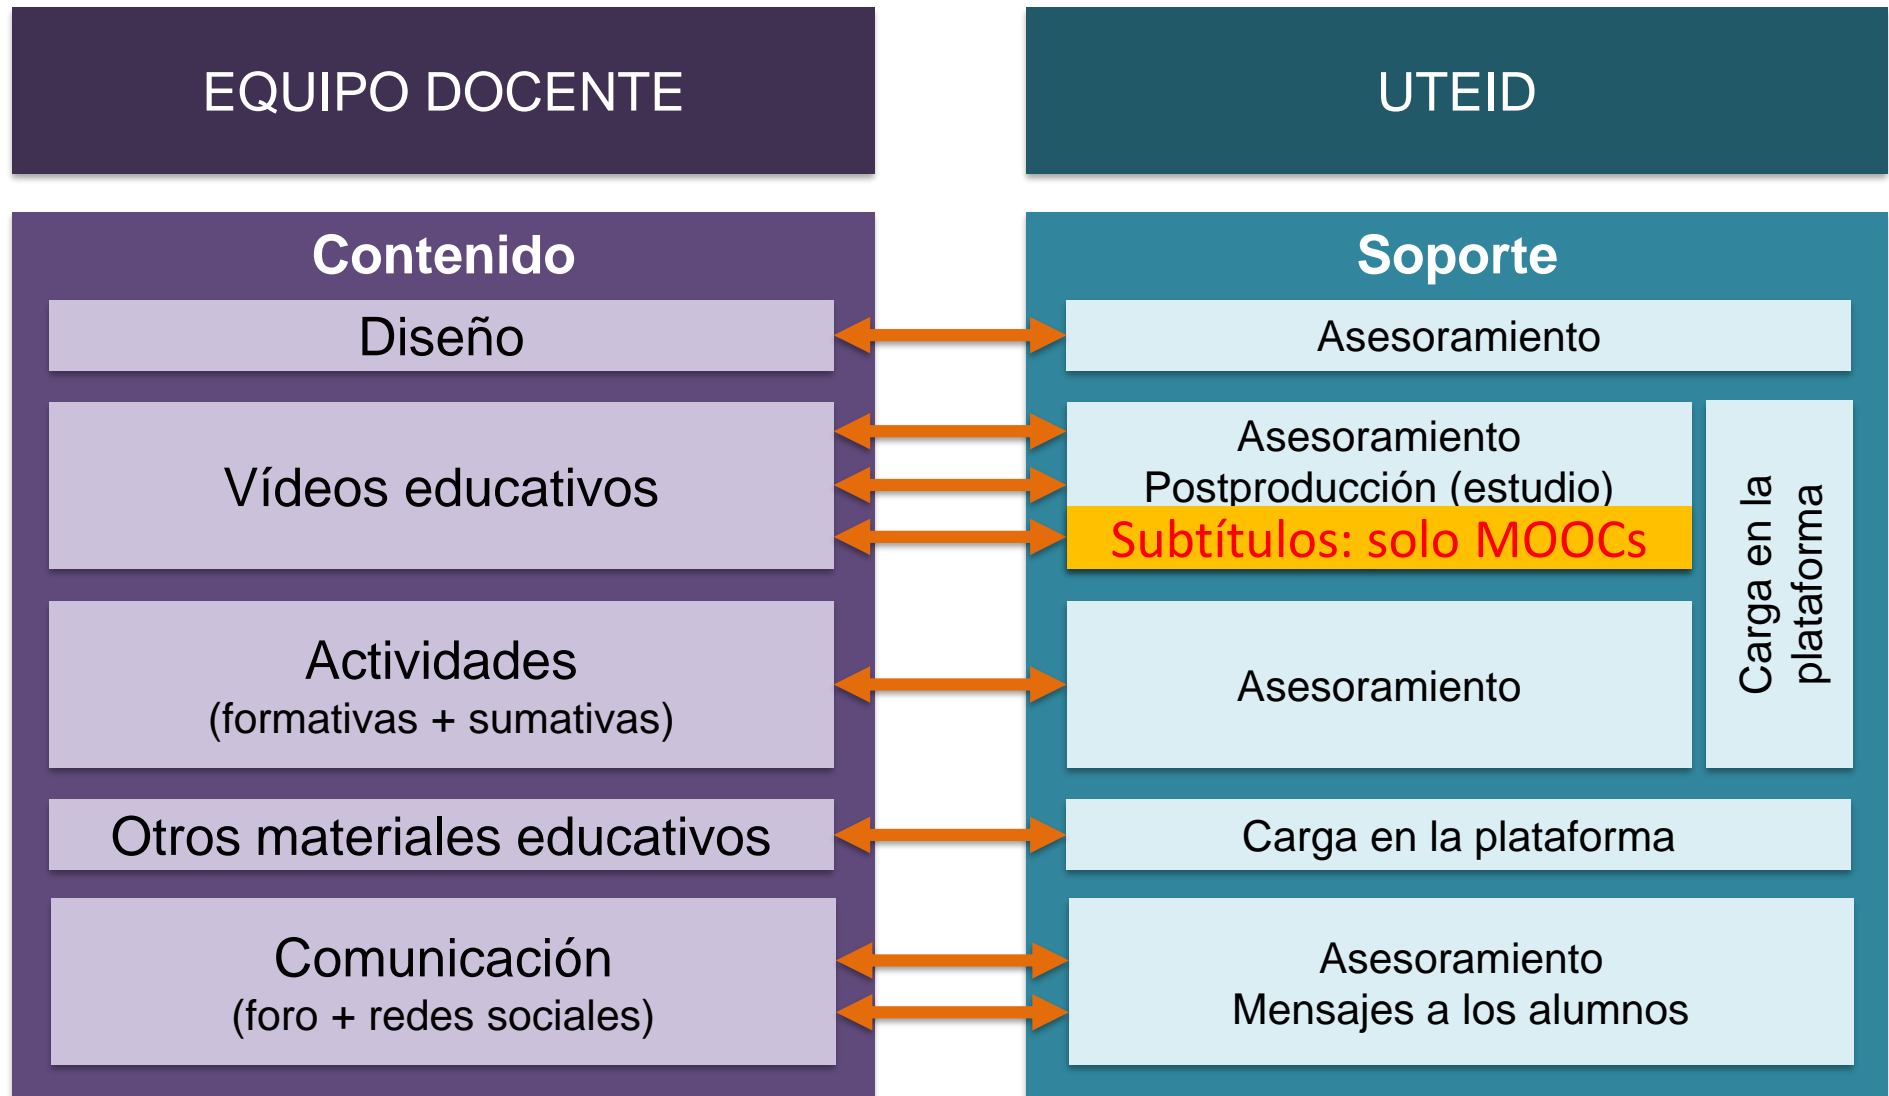 EQUIPO DOCENTE
UTEID
Contenido
Diseño
Vídeos educativos
Actividades
(formativas + sumativas)
Otros materiales educativos
Comunicación
(foro + redes sociales)
Soporte
Asesoramiento
Asesoramiento
Postproducción (estudio)
Subtítulos: solo MOOCs
Carga en la
plataforma
Asesoramiento
Carga en la plataforma
Asesoramiento
Mensajes a los alumnos